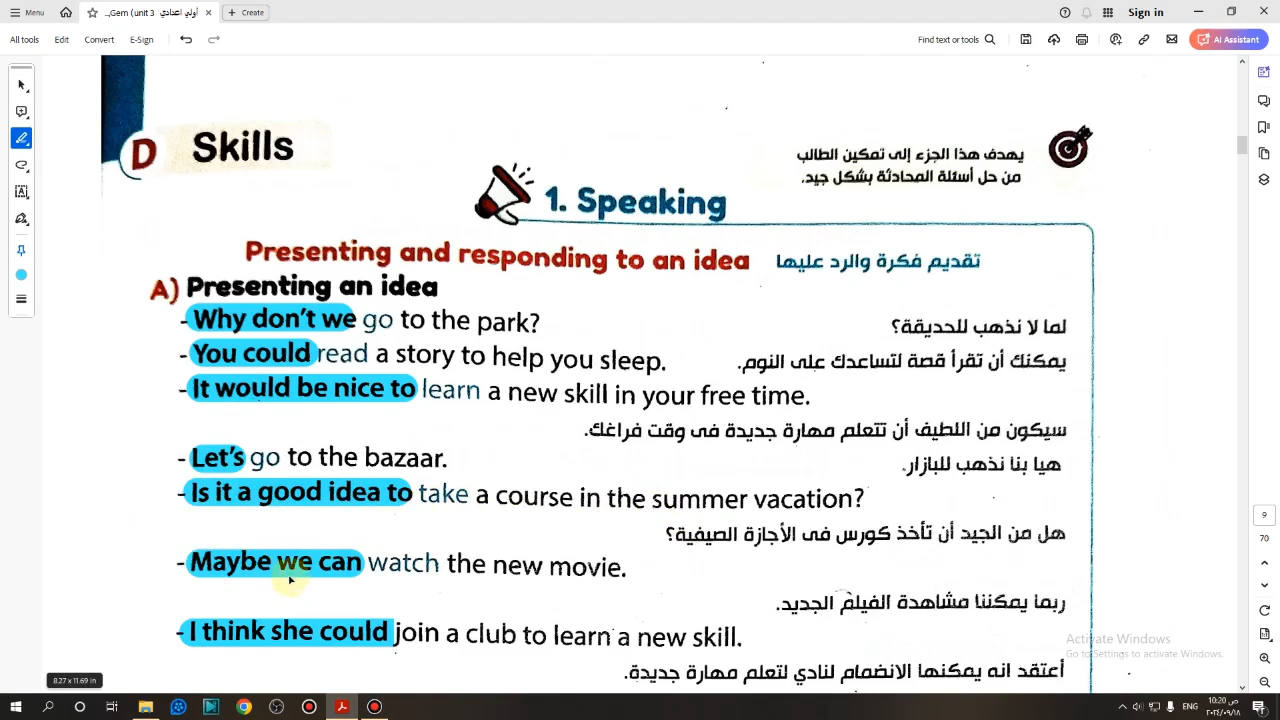 Menu
أولى اعدادي Gem (unit 3...
Create
Sign in
All tools
Edit
Convert
E-Sign
Find text or tools
AI Assistant
D
Skills
يهدف هذا الجزء إلى تمكين الطالب
من حل أسئلة المحادثة بشكل جيد.
1. Speaking
Presenting and responding to an idea تقديم فكرة والرد عليها
A) Presenting an idea
- Why don't we go to the park?
لما لا نذهب للحديقة؟
- You could read a story to help you sleep.
يمكنك أن تقرأ قصة لتساعدك على النوم.
- It would be nice to learn a new skill in your free time.
سيكون من اللطيف أن تتعلم مهارة جديدة فى وقت فراغك.
- Let's go to the bazaar.
هيا بنا نذهب للبازار.
- Is it a good idea to take a course in the summer vacation?
هل من الجيد أن تأخذ كورس فى الأجازة الصيفية؟
- Maybe we can watch the new movie.
ربما يمكننا مشاهدة الفيلم الجديد.
- I think she could join a club to learn a new skill.
أعتقد انه يمكنها الانضمام لنادي لتعلم مهارة جديدة.
9
70
Activate Windows
Go to Settings to activate Windows.
8.27 x 11.69 in
10:20 ص
٢٠٢٤/٠٩/١٨